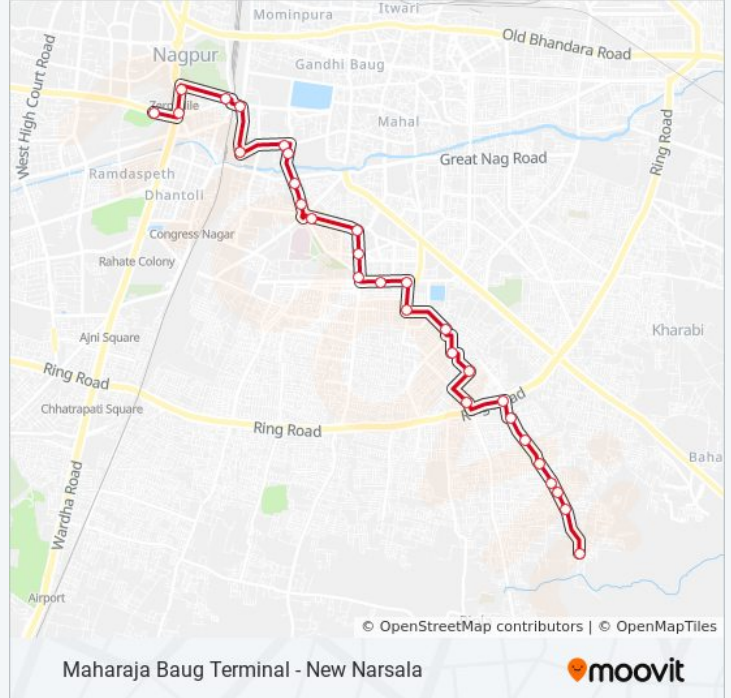 Mominpura
Itwari
Old Bhandara Road
Nagpur
Gandhi Baug
West High Court Road
Mahal
Ring Road
Great Nag Road
Ramdaspeth
Dhantoli
Congress Nagar
Rahate Colony
Kharabi
Ajni Square
Ring Road
Chhatrapati Square
Ring Road
Baha
Wardha Road
Airport
© OpenStreetMap contributors | © OpenMapTiles
Maharaja Baug Terminal - New Narsala
moovit